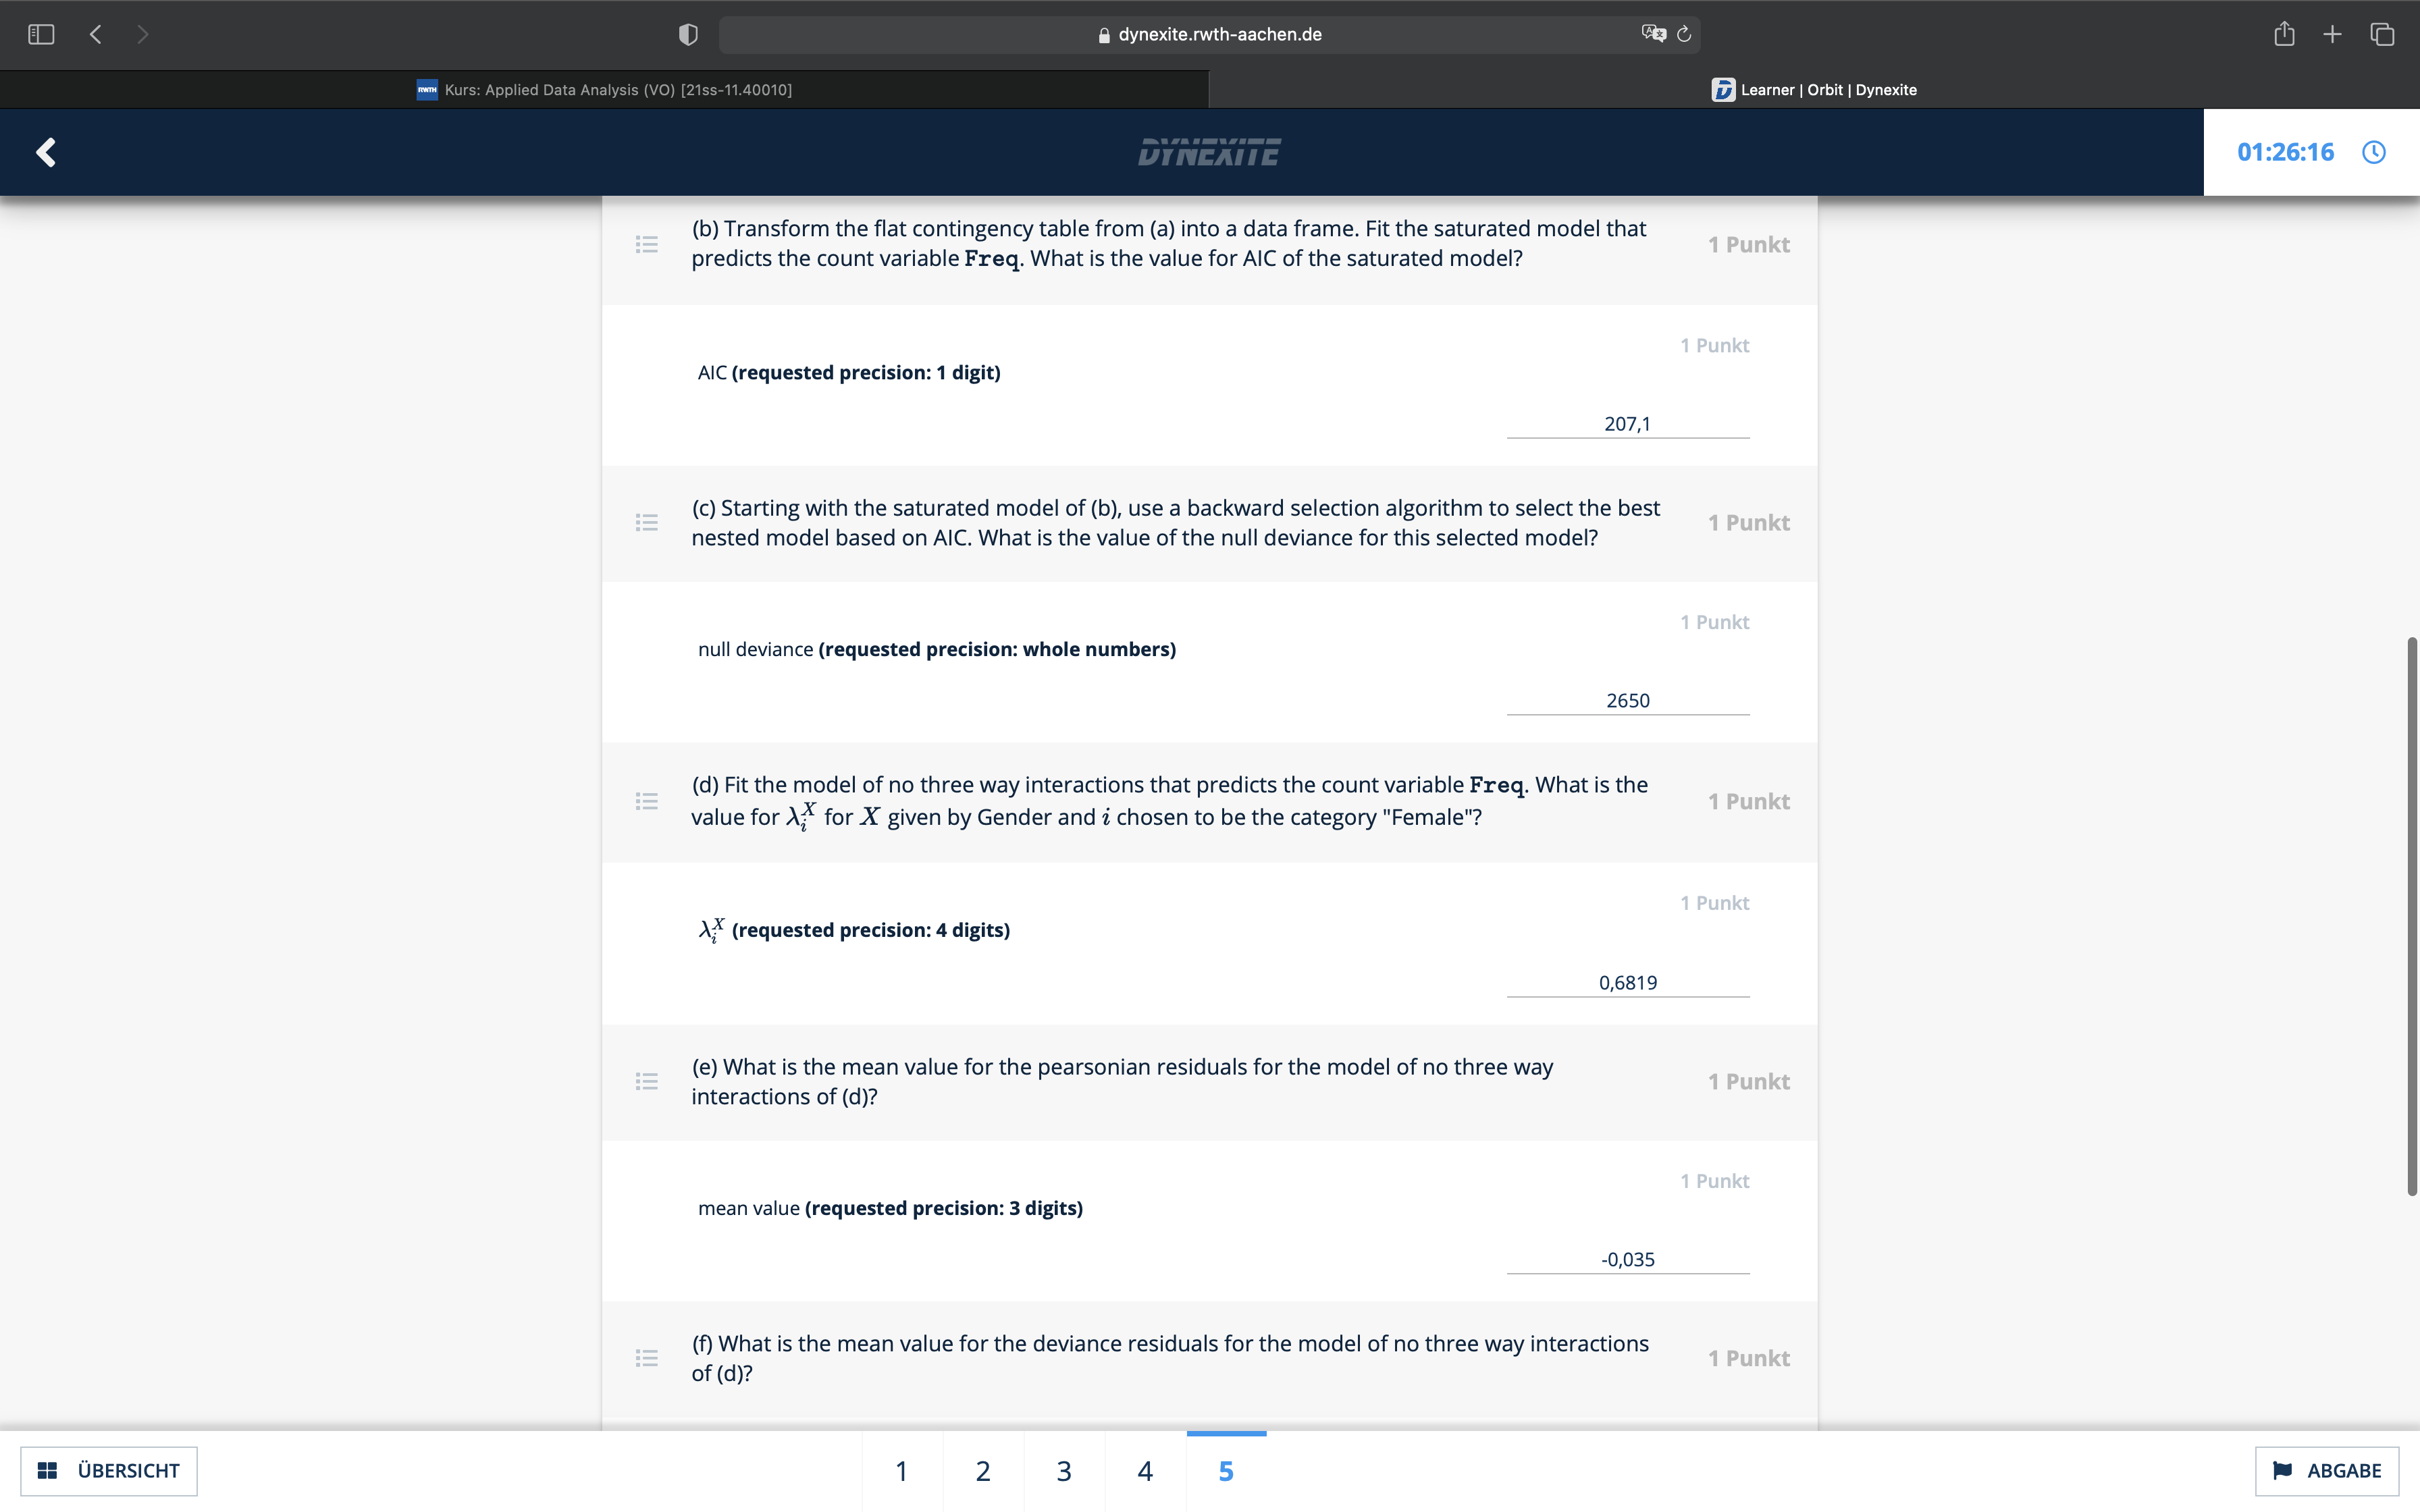 dynexite.rwth-aachen.de
RWTH Kurs: Applied Data Analysis (VO) [21ss-11.40010]
Learner | Orbit | Dynexite
DYNEXITE
01:26:16
(b) Transform the flat contingency table from (a) into a data frame. Fit the saturated model that
predicts the count variable Freq. What is the value for AIC of the saturated model?
1 Punkt
1 Punkt
AIC (requested precision: 1 digit)
207,1
(c) Starting with the saturated model of (b), use a backward selection algorithm to select the best
nested model based on AIC. What is the value of the null deviance for this selected model?
1 Punkt
1 Punkt
null deviance (requested precision: whole numbers)
2650
(d) Fit the model of no three way interactions that predicts the count variable Freq. What is the
value for λ_i^X for X given by Gender and i chosen to be the category "Female"?
1 Punkt
1 Punkt
λ_i^X (requested precision: 4 digits)
0,6819
(e) What is the mean value for the pearsonian residuals for the model of no three way
interactions of (d)?
1 Punkt
1 Punkt
mean value (requested precision: 3 digits)
-0,035
(f) What is the mean value for the deviance residuals for the model of no three way interactions
of (d)?
1 Punkt
ÜBERSICHT
1 2 3 4 5
ABGABE